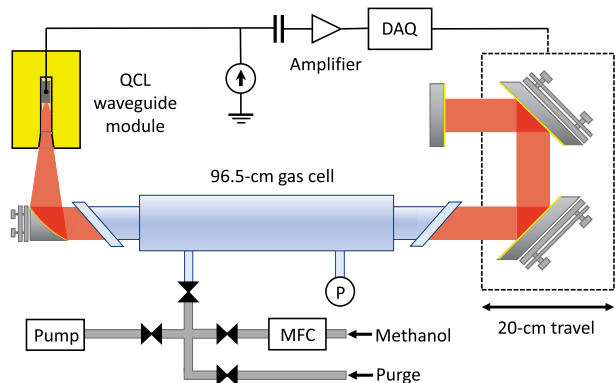 DAQ
Amplifier
QCL
waveguide
module
96.5-cm gas cell
P
Pump
MFC
Methanol
Purge
20-cm travel